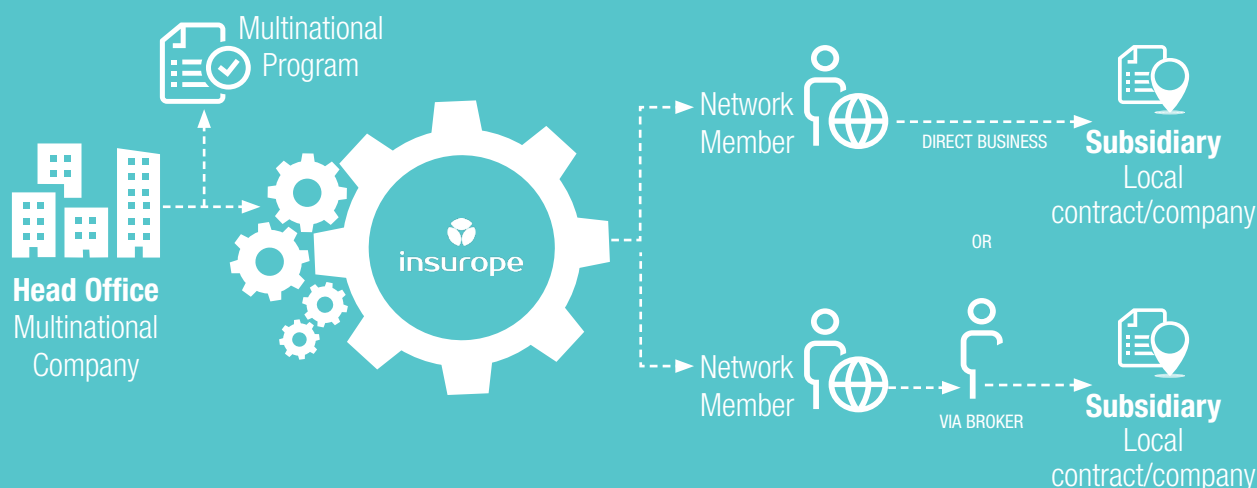 Multinational
Program
Head Office
Multinational
Company
insurope
Network
Member
DIRECT BUSINESS
Subsidiary
Local
contract/company
OR
Network
Member
VIA BROKER
Subsidiary
Local
contract/company